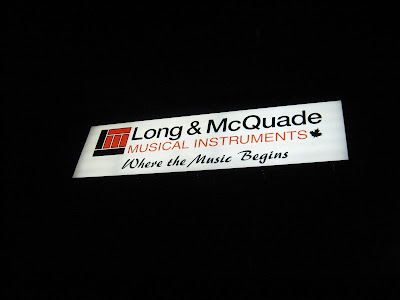 Long & McQuade
MUSICAL INSTRUMENTS
Where the Music Begins